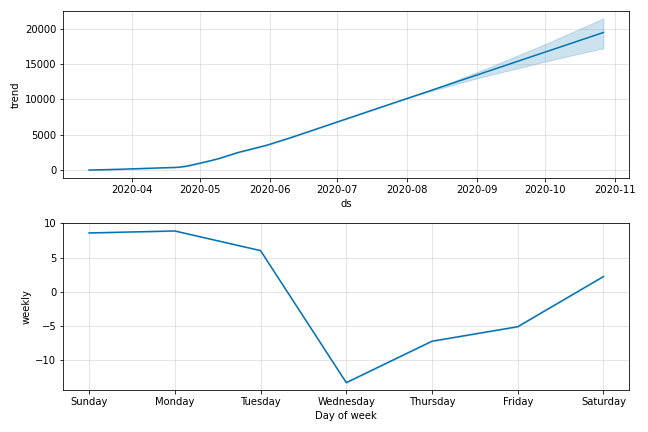 20000
15000
10000
5000
0
trend
2020-04 2020-05 2020-06 2020-07 2020-08 2020-09 2020-10 2020-11
ds
10
5
0
−5
−10
weekly
Sunday Monday Tuesday Wednesday Thursday Friday Saturday
Day of week